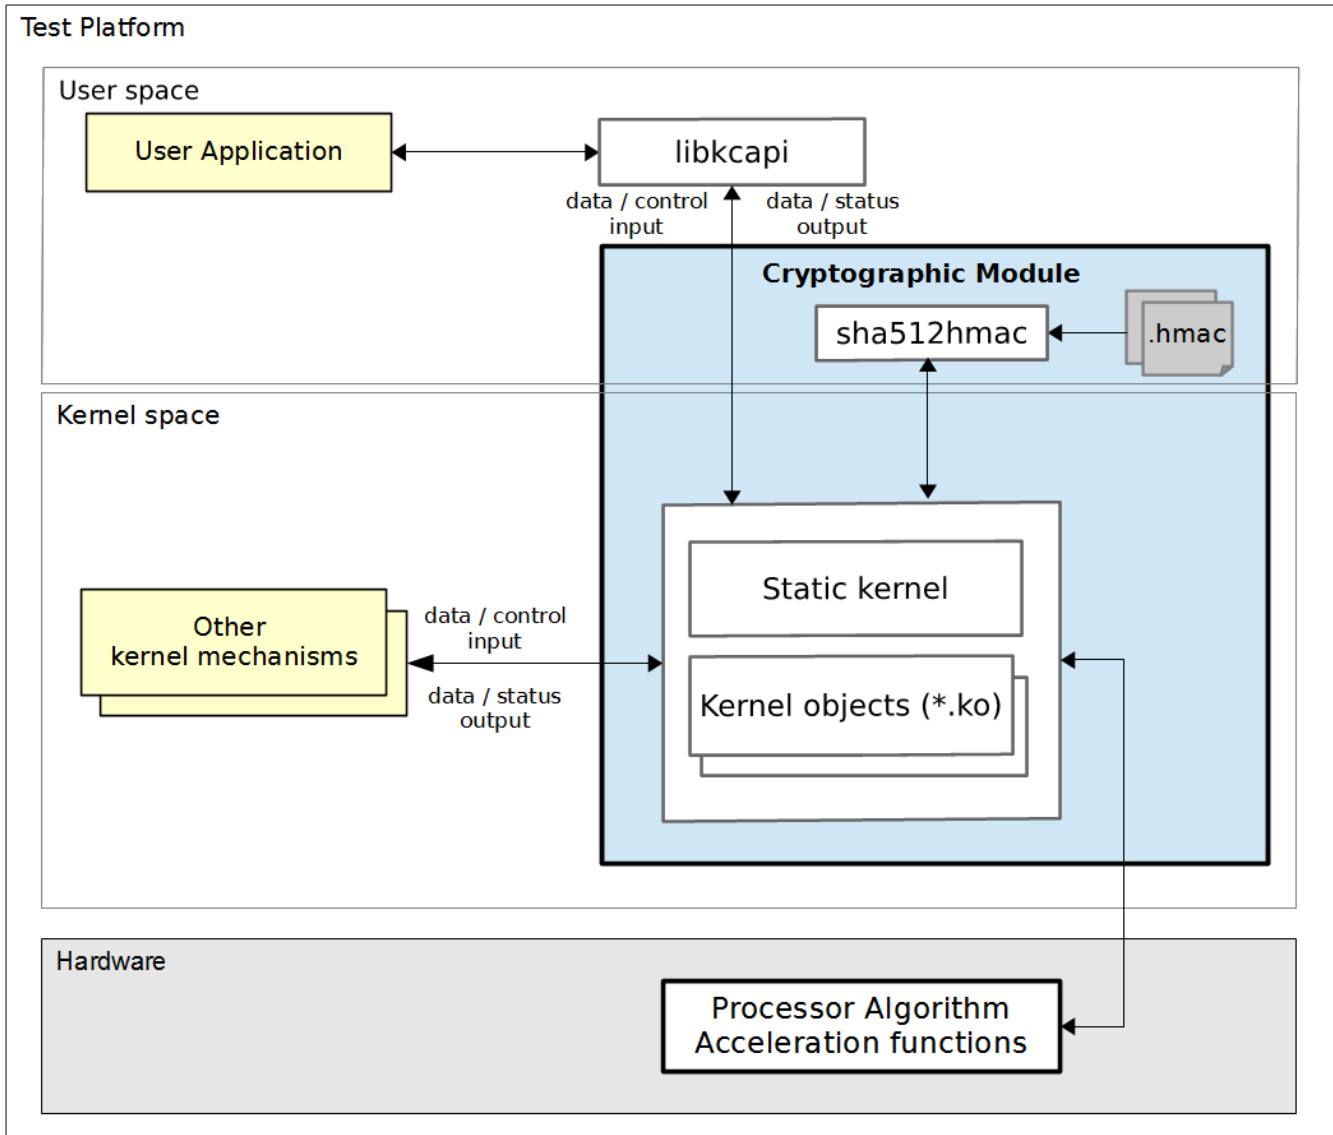 Test Platform
User space
User Application
libkcapi
data / control
input
data / status
output
Cryptographic Module
sha512hmac
.hmac
Kernel space
Static kernel
Other
kernel mechanisms
data / control
input
data / status
output
Kernel objects (*.ko)
Hardware
Processor Algorithm
Acceleration functions